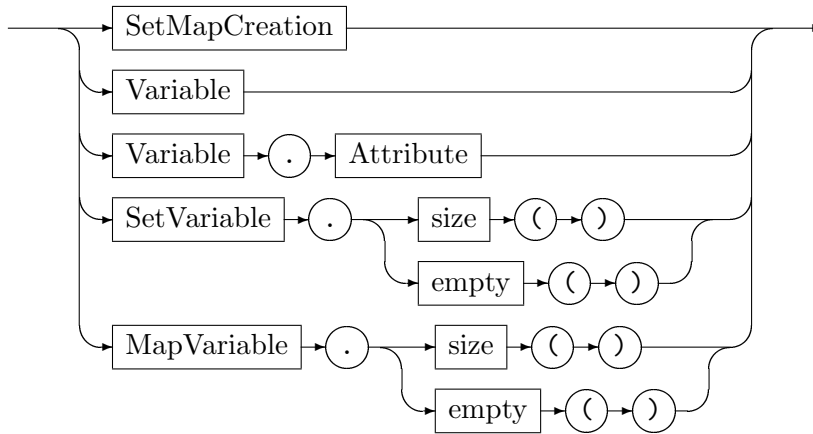 SetMapCreation
Variable
Variable . Attribute
SetVariable . size ( )
empty ( )
MapVariable . size ( )
empty ( )